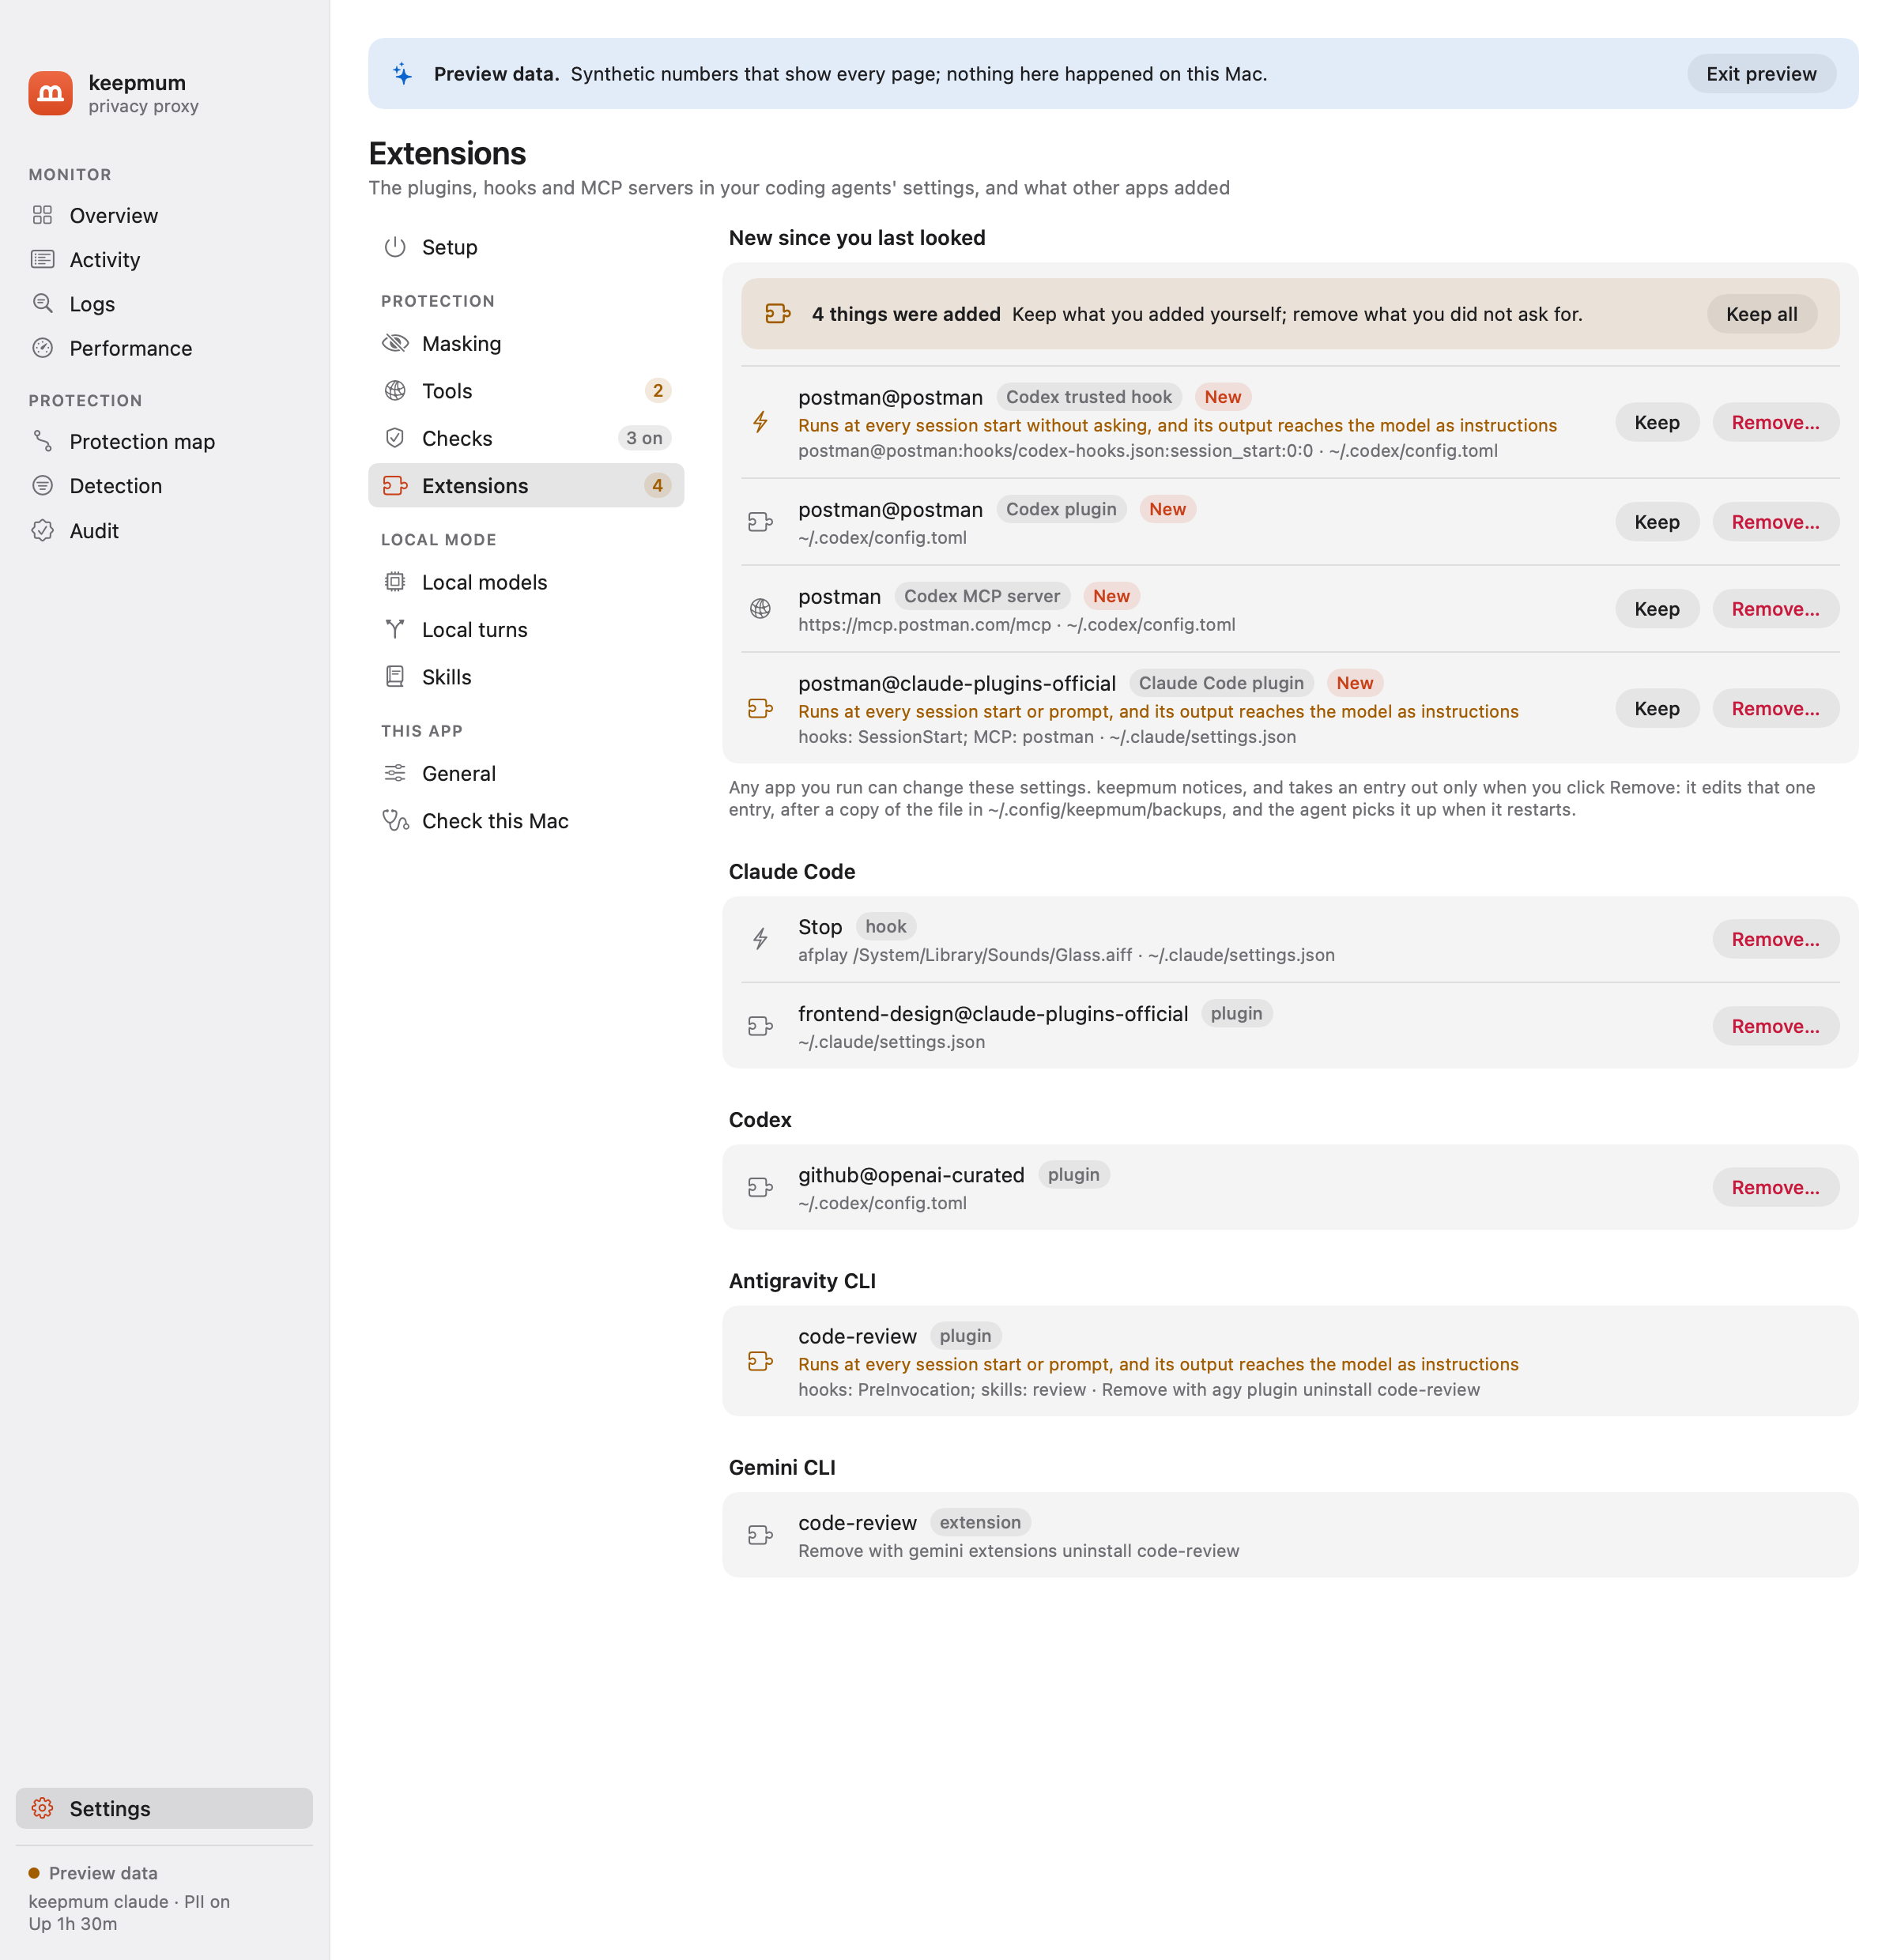 keepmum
privacy proxy
MONITOR
Overview
Activity
Logs
Performance
PROTECTION
Protection map
Detection
Audit
Settings
Preview data
keepmum claude · PII on
Up 1h 30m
Preview data. Synthetic numbers that show every page; nothing here happened on this Mac.
Exit preview
Extensions
The plugins, hooks and MCP servers in your coding agents' settings, and what other apps added
Setup
PROTECTION
Masking
Tools 2
Checks 3 on
Extensions 4
LOCAL MODE
Local models
Local turns
Skills
THIS APP
General
Check this Mac
New since you last looked
4 things were added Keep what you added yourself; remove what you did not ask for.
Keep all
postman@postman Codex trusted hook New
Runs at every session start without asking, and its output reaches the model as instructions
postman@postman:hooks/codex-hooks.json:session_start:0:0 · ~/.codex/config.toml
Keep Remove...
postman@postman Codex plugin New
~/.codex/config.toml
Keep Remove...
postman Codex MCP server New
https://mcp.postman.com/mcp · ~/.codex/config.toml
Keep Remove...
postman@claude-plugins-official Claude Code plugin New
Runs at every session start or prompt, and its output reaches the model as instructions
hooks: SessionStart; MCP: postman · ~/.claude/settings.json
Keep Remove...
Any app you run can change these settings. keepmum notices, and takes an entry out only when you click Remove: it edits that one
entry, after a copy of the file in ~/.config/keepmum/backups, and the agent picks it up when it restarts.
Claude Code
Stop hook
afplay /System/Library/Sounds/Glass.aiff · ~/.claude/settings.json
Remove...
frontend-design@claude-plugins-official plugin
~/.claude/settings.json
Remove...
Codex
github@openai-curated plugin
~/.codex/config.toml
Remove...
Antigravity CLI
code-review plugin
Runs at every session start or prompt, and its output reaches the model as instructions
hooks: PreInvocation; skills: review · Remove with agy plugin uninstall code-review
Gemini CLI
code-review extension
Remove with gemini extensions uninstall code-review